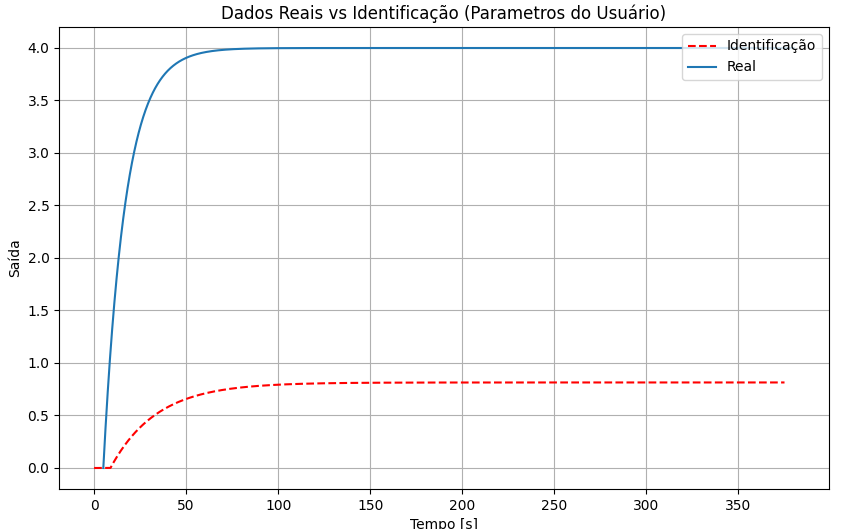 Dados Reais vs Identificação (Parametros do Usuário)
4.0
3.5
3.0
2.5
2.0
1.5
1.0
0.5
0.0
Saída
Identificação
Real
0 50 100 150 200 250 300 350
Tempo [s]